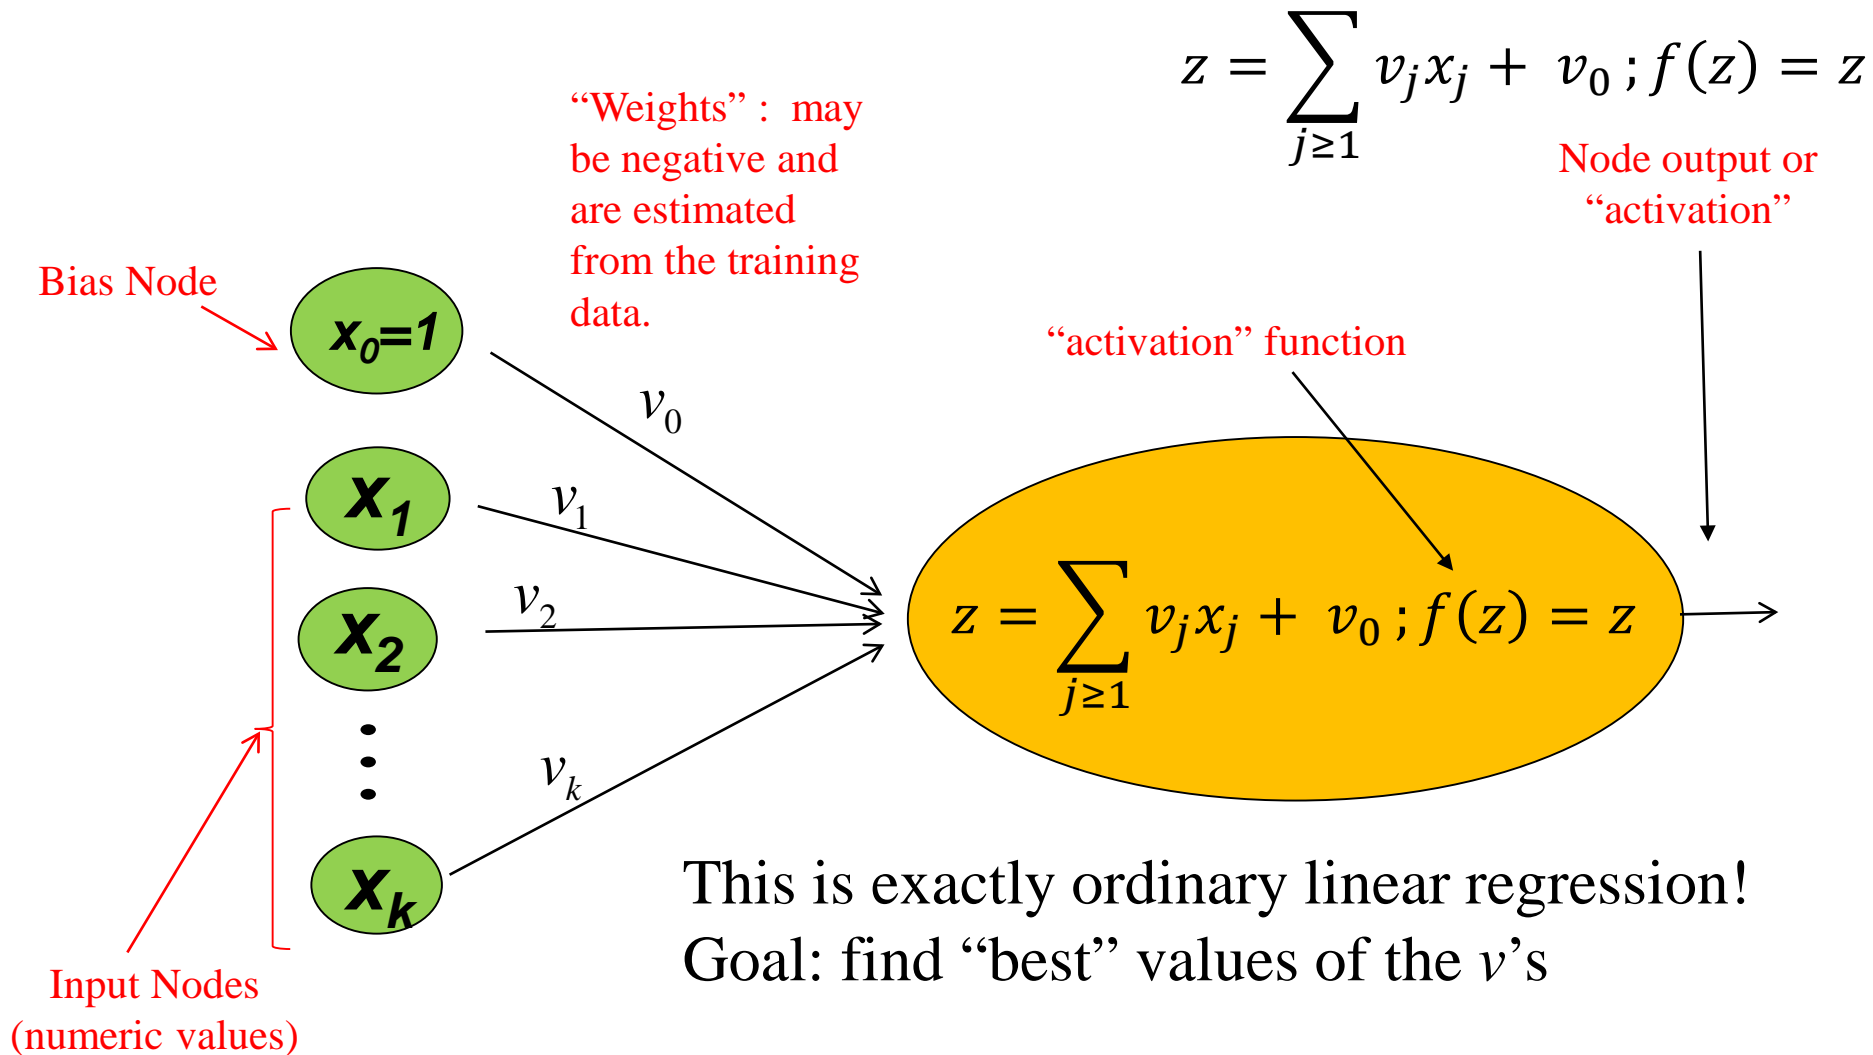 z = ∑_{j≥1} v_j x_j + v_0 ; f(z) = z
“Weights” : may
be negative and
are estimated
from the training
data.
Node output or
“activation”
Bias Node
x_0=1
“activation” function
v_0
x_1
v_1
x_2
v_2
z = ∑_{j≥1} v_j x_j + v_0 ; f(z) = z
v_k
x_k
This is exactly ordinary linear regression!
Goal: find “best” values of the v’s
Input Nodes
(numeric values)